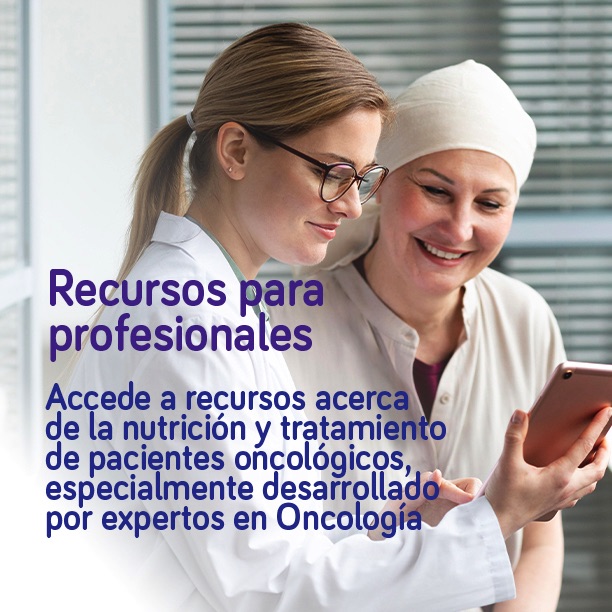 Recursos para
profesionales
Accede a recursos acerca
de la nutrición y tratamiento
de pacientes oncológicos,
especialmente desarrollado
por expertos en Oncología